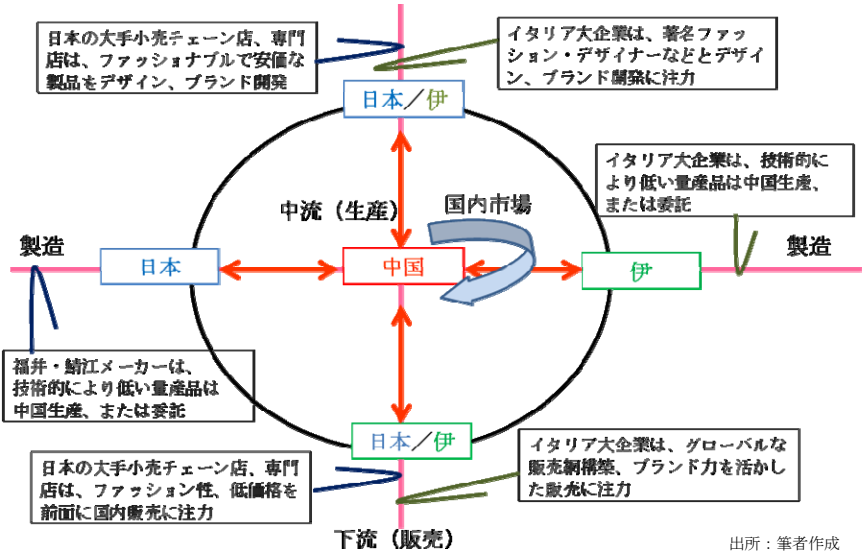 日本の大手小売チェーン店、専門
店は、ファッショナブルで安価な
製品をデザイン、ブランド開発
イタリア大企業は、著名ファッ
ション・デザイナーなどとデザイ
ン、ブランド開発に注力
日本/伊
イタリア大企業は、技術的に
より低い量産品は中国生産、
または委託
中流（生産）
国内市場
製造
日本
中国
伊
製造
福井・鯖江メーカーは、
技術的により低い量産品は
中国生産、または委託
日本/伊
日本の大手小売チェーン店、専門
店は、ファッション性、低価格を
前面に国内販売に注力
イタリア大企業は、グローバルな
販売網構築、ブランド力を活かし
た販売に注力
下流（販売）
出所：筆者作成